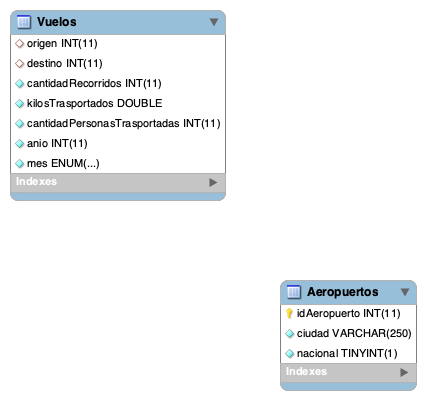 Vuelos
origen INT(11)
destino INT(11)
cantidadRecorridos INT(11)
kilosTrasportados DOUBLE
cantidadPersonasTrasportadas INT(11)
anio INT(11)
mes ENUM(...)
Indexes
Aeropuertos
idAeropuerto INT(11)
ciudad VARCHAR(250)
nacional TINYINT(1)
Indexes